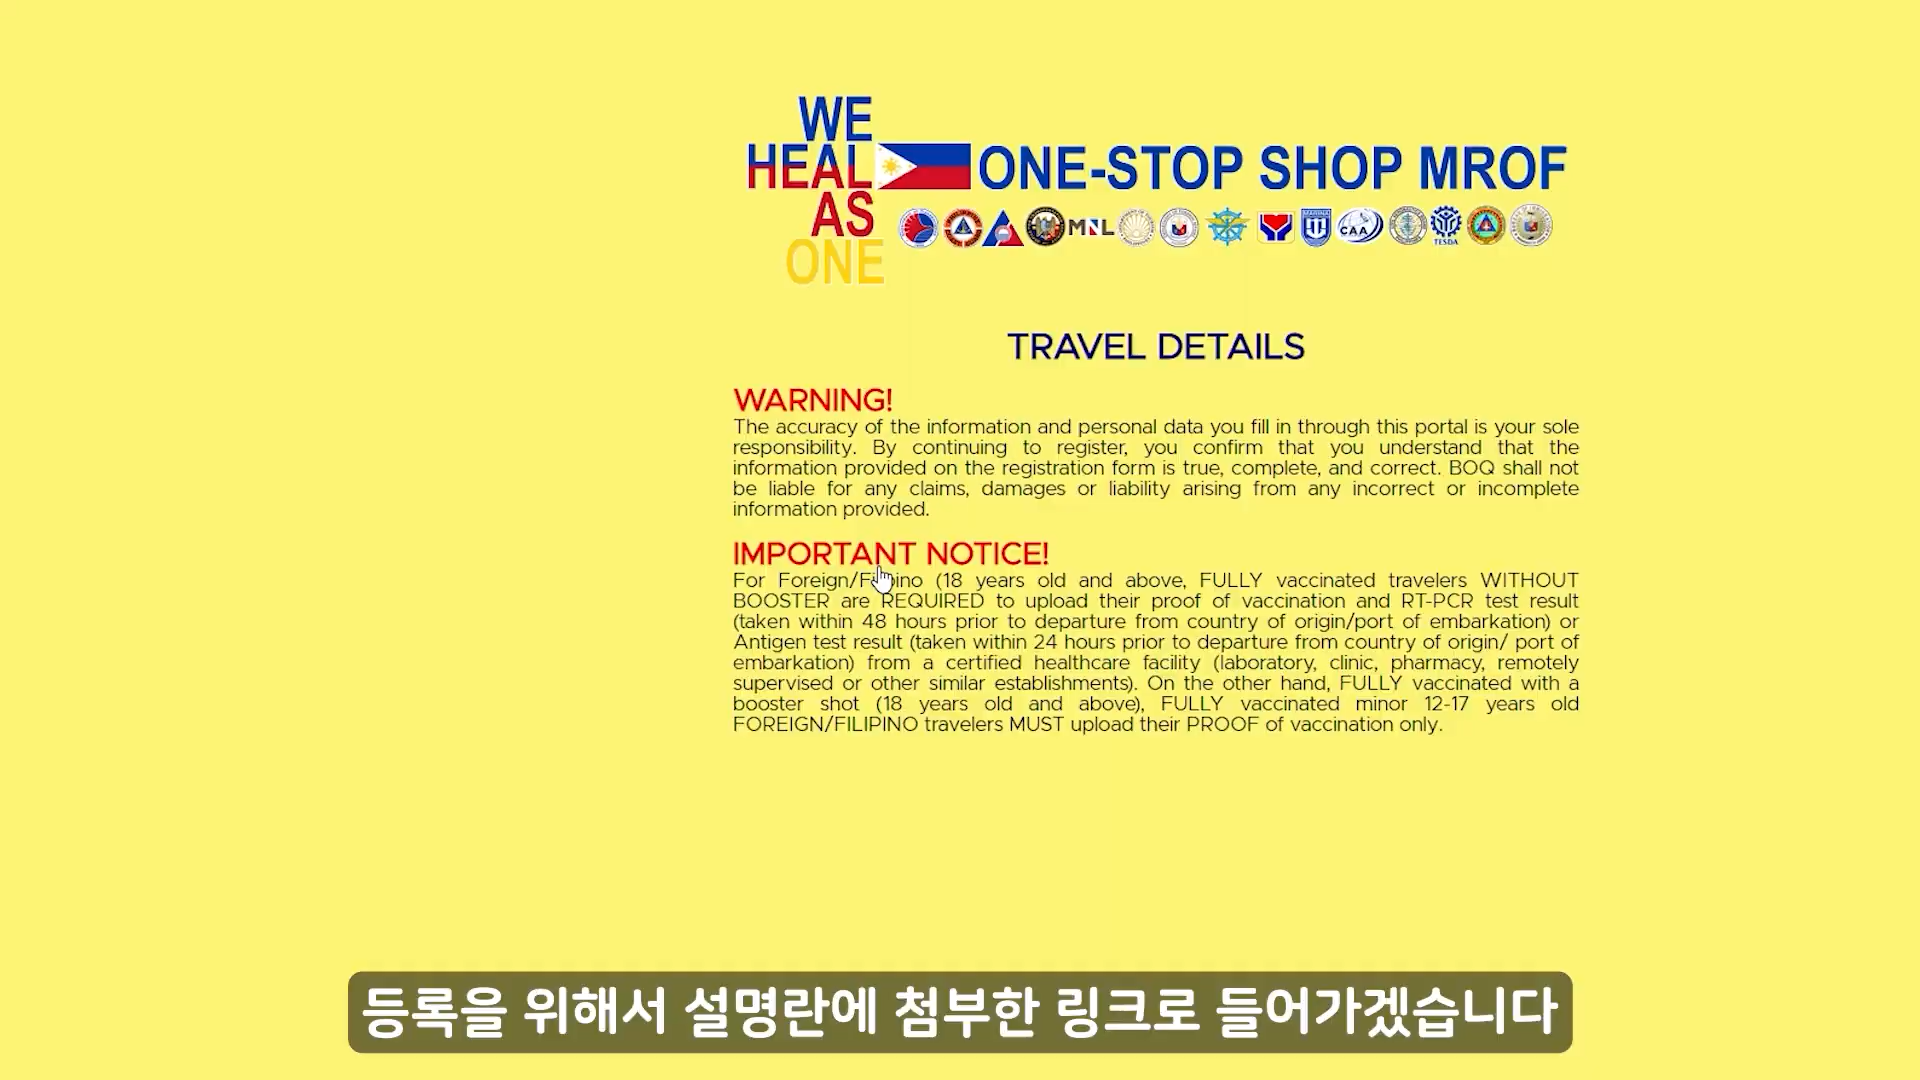 WE
HEAL ONE-STOP SHOP MROF
AS
ONE
MNL CAA TESDA
TRAVEL DETAILS
WARNING!
The accuracy of the information and personal data you fill in through this portal is your sole
responsibility. By continuing to register, you confirm that you understand that the
information provided on the registration form is true, complete, and correct. BOQ shall not
be liable for any claims, damages or liability arising from any incorrect or incomplete
information provided.
IMPORTANT NOTICE!
For Foreign/Filipino (18 years old and above, FULLY vaccinated travelers WITHOUT
BOOSTER are REQUIRED to upload their proof of vaccination and RT-PCR test result
(taken within 48 hours prior to departure from country of origin/port of embarkation) or
Antigen test result (taken within 24 hours prior to departure from country of origin/ port of
embarkation) from a certified healthcare facility (laboratory, clinic, pharmacy, remotely
supervised or other similar establishments). On the other hand, FULLY vaccinated with a
booster shot (18 years old and above), FULLY vaccinated minor 12-17 years old
FOREIGN/FILIPINO travelers MUST upload their PROOF of vaccination only.
등록을 위해서 설명란에 첨부한 링크로 들어가겠습니다